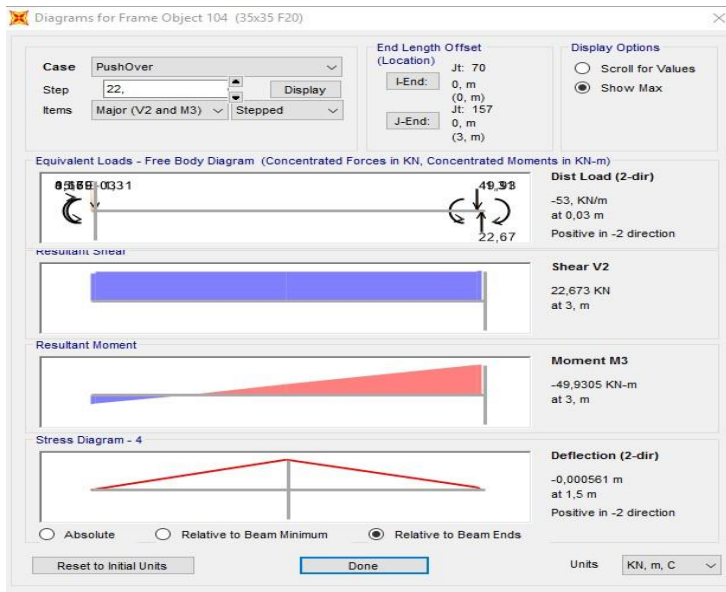 Diagrams for Frame Object 104 (35x35 F20)
Case PushOver
Step 22, Display
Items Major (V2 and M3) Stepped
End Length Offset
(Location)
I-End: Jt: 70
0, m
(0, m)
J-End: Jt: 157
0, m
(3, m)
Display Options
Scroll for Values
Show Max
Equivalent Loads - Free Body Diagram (Concentrated Forces in KN, Concentrated Moments in KN-m)
22,67
Dist Load (2-dir)
-53, KN/m
at 0,03 m
Positive in -2 direction
Resultant Shear
Shear V2
22,673 KN
at 3, m
Resultant Moment
Moment M3
-49,9305 KN-m
at 3, m
Stress Diagram - 4
Deflection (2-dir)
-0,000561 m
at 1,5 m
Positive in -2 direction
Absolute Relative to Beam Minimum Relative to Beam Ends
Reset to Initial Units Done Units KN, m, C